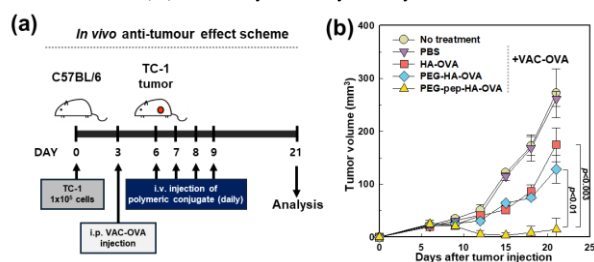 (a)
In vivo anti-tumour effect scheme
C57BL/6
TC-1
tumor
DAY 0 3 6 7 8 9 21
TC-1
1x10⁵ cells
i.v. injection of
polymeric conjugate (daily)
Analysis
i.p. VAC-OVA
injection
(b)
No treatment
PBS
HA-OVA
PEG-HA-OVA
PEG-pep-HA-OVA
+VAC-OVA
Tumor volume (mm³)
400
300
200
100
0
p<0.01
p<0.003
0 5 10 15 20 25
Days after tumor injection